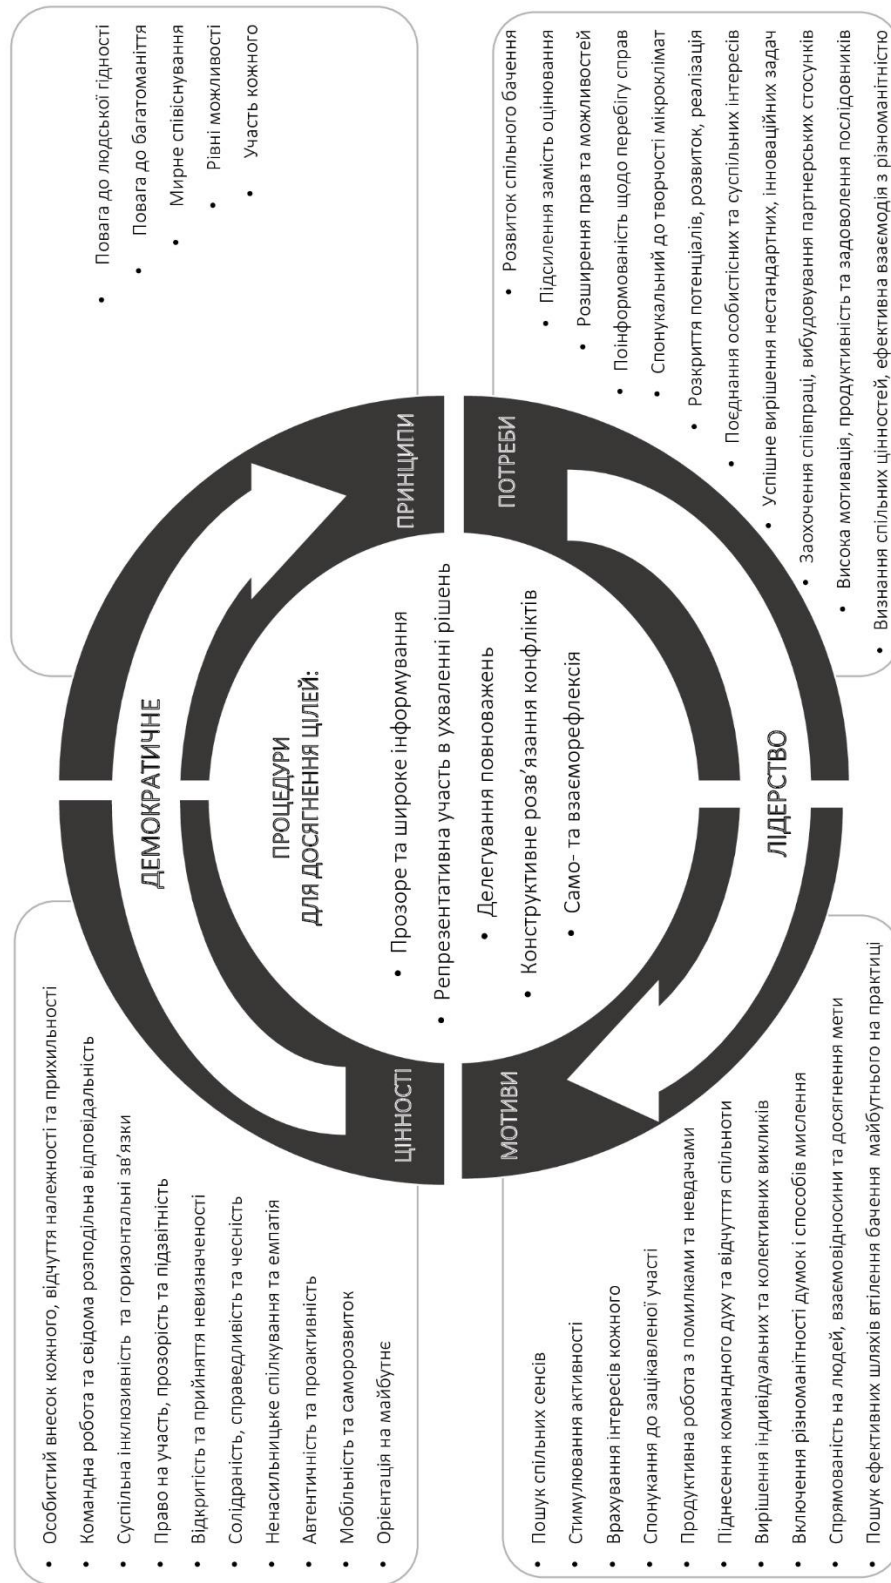 • Особистий внесок кожного, відчуття належності та прихильності
• Командна робота та свідома розподільна відповідальність
• Суспільна інклюзивність та горизонтальні зв’язки
• Право на участь, прозорість та підзвітність
• Відкритість та прийняття невизначеності
• Солідраність, справедливість та чесність
• Ненасильницьке спілкування та емпатія
• Автентичність та проактивність
• Мобільність та саморозвиток
• Орієнтація на майбутнє
ЦІННОСТІ
ДЕМОКРАТИЧНЕ
ПРИНЦИПИ
• Повага до людської гідності
• Повага до багатоманіття
• Мирне співіснування
• Рівні можливості
• Участь кожного
ПРОЦЕДУРИ
ДЛЯ ДОСЯГНЕННЯ ЦІЛЕЙ:
• Прозоре та широке інформування
• Репрезентативна участь в ухваленні рішень
• Делегування повноважень
• Конструктивне розв’язання конфліктів
• Само- та взаєморефлексія
МОТИВИ
ЛІДЕРСТВО
ПОТРЕБИ
• Пошук спільних сенсів
• Стимулювання активності
• Врахування інтересів кожного
• Спонукання до зацікавленої участі
• Продуктивна робота з помилками та невдачами
• Піднесення командного духу та відчуття спільноти
• Вирішення індивідуальних та колективних викликів
• Включення різноманітності думок і способів мислення
• Спрямованість на людей, взаємовідносини та досягнення мети
• Пошук ефективних шляхів втілення бачення майбутнього на практиці
• Розвиток спільного бачення
• Підсилення замість оцінювання
• Розширення прав та можливостей
• Поінформованість щодо перебігу справ
• Спонукальний до творчості мікроклімат
• Розкриття потенціалів, розвиток, реалізація
• Поєднання особистісних та суспільних інтересів
• Успішне вирішення нестандартних, інноваційних задач
• Заохочення співпраці, вибудовування партнерських стосунків
• Висока мотивація, продуктивність та задоволення послідовників
• Визнання спільних цінностей, ефективна взаємодія з різноманітністю